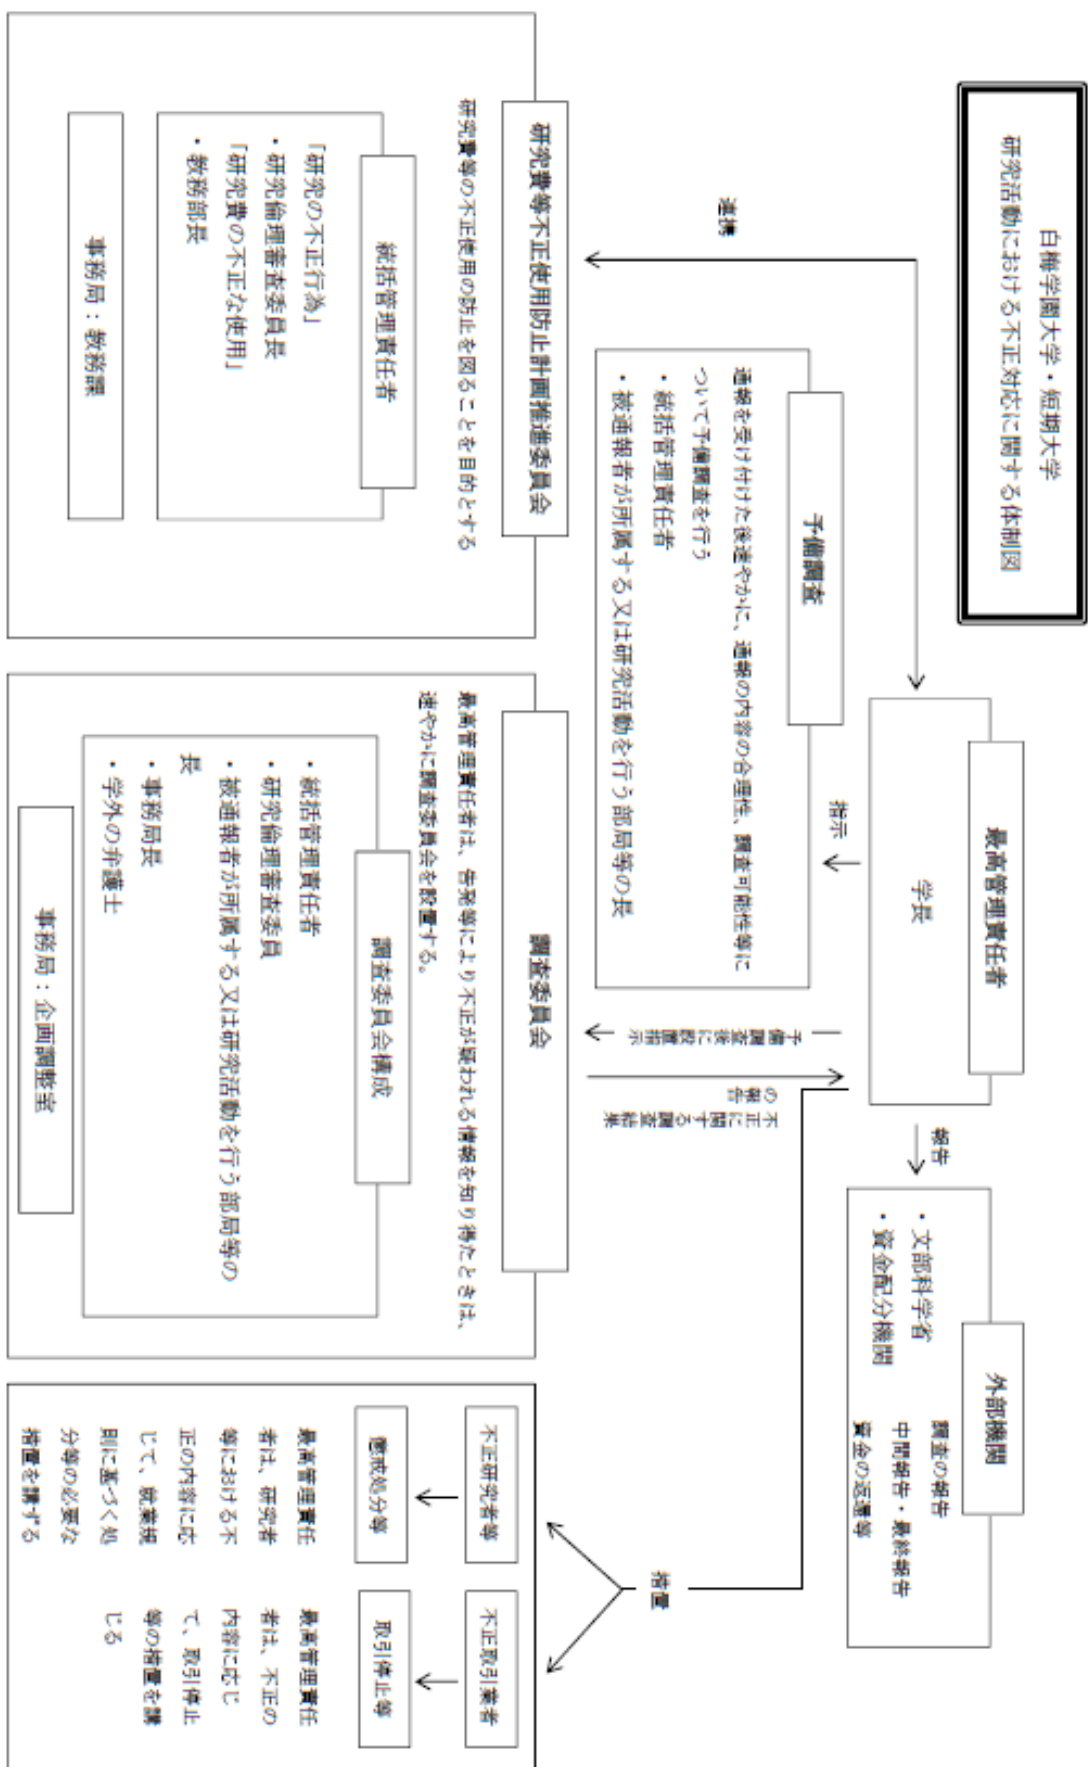 白梅学園大学・短期大学
研究活動における不正対応に関する体制図
最高管理責任者
学長
連携
指示
報告
外部機関
・文部科学省
・資金配分機関
調査の報告
中間報告・最終報告
資金の返還等
予備調査
通報を受け付けた後速やかに、通報の内容の合理性、調査可能性等に
ついて予備調査を行う
・統括管理責任者
・被通報者が所属する又は研究活動を行う部局等の長
予備調査後に設置指示
不正に関する調査結果
の報告
措置
研究費等不正使用防止計画推進委員会
研究費等の不正使用の防止を図ることを目的とする
統括管理責任者
「研究の不正行為」
・研究倫理審査委員長
「研究費の不正な使用」
・教務部長
事務局:教務課
調査委員会
最高管理責任者は、告発等により不正が疑われる情報を知り得たときは、
速やかに調査委員会を設置する。
調査委員会構成
・統括管理責任者
・研究倫理審査委員
・被通報者が所属する又は研究活動を行う部局等の
長
・事務局長
・学外の弁護士
事務局:企画調整室
不正研究者等
懲戒処分等
最高管理責任
者は、研究者
等における不
正の内容に応
じて、就業規
則に基づく処
分等の必要な
措置を講ずる
不正取引業者
取引停止等
最高管理責任
者は、不正の
内容に応じ
て、取引停止
等の措置を講
じる